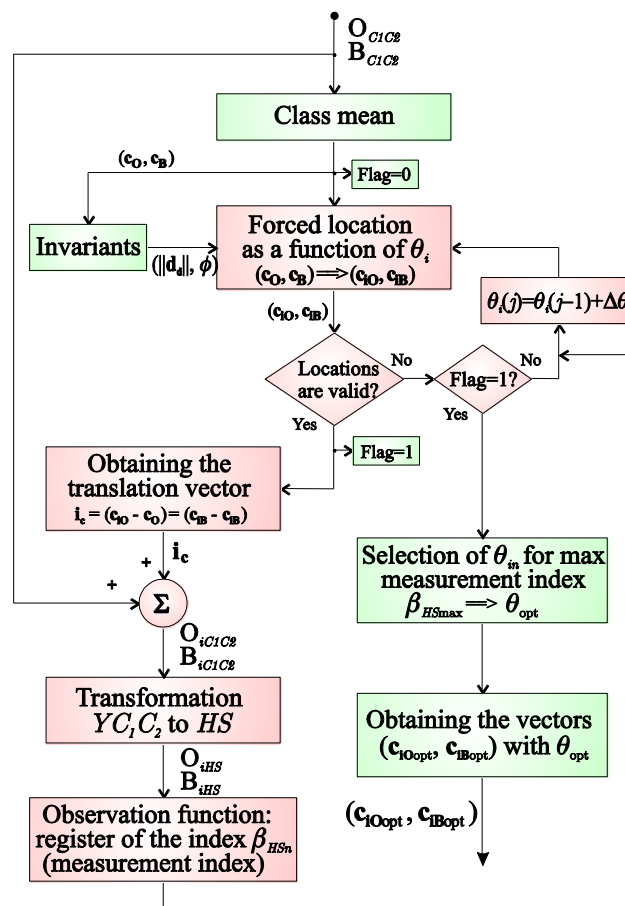 O_C1C2
B_C1C2
Class mean
(c_O, c_B)
Flag=0
Invariants
(||d_d||, ϕ)
Forced location
as a function of θ_i
(c_O, c_B)⟹(c_iO, c_iB)
(c_iO, c_iB)
θ_i(j)=θ_i(j−1)+Δθ
Locations
are valid?
No
Flag=1?
No
Yes
Yes
Flag=1
Obtaining the
translation vector
i_c = (c_iO - c_O) = (c_iB - c_iB)
i_c
+
+
Σ
O_iC1C2
B_iC1C2
Transformation
YC_1C_2 to HS
O_iHS
B_iHS
Observation function:
register of the index β_HSn
(measurement index)
Selection of θ_in for max
measurement index
β_HSmax ⟹ θ_opt
Obtaining the vectors
(c_iOopt, c_iBopt) with θ_opt
(c_iOopt, c_iBopt)